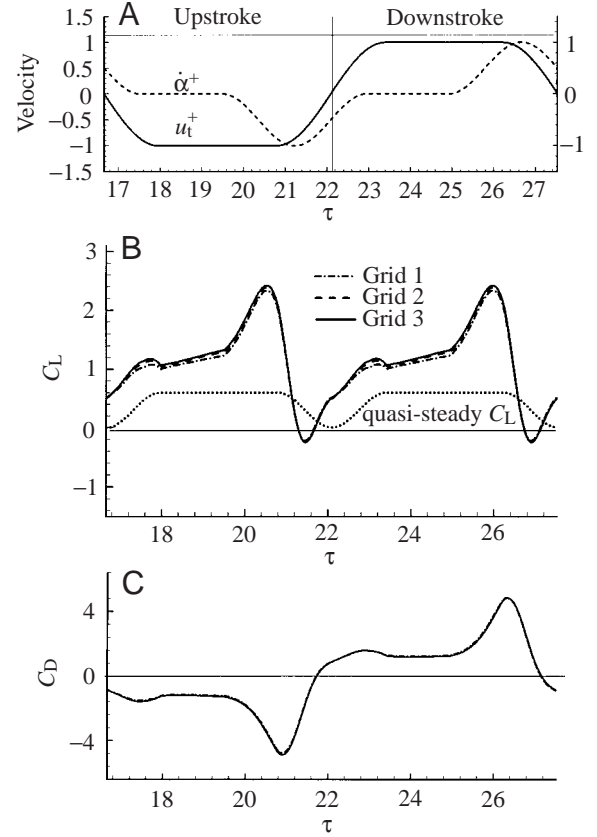 A
Upstroke
Downstroke
Velocity
1.5
1
0.5
0
−0.5
−1
−1.5
α̇⁺
uₜ⁺
1
0
−1
17 18 19 20 21 22 23 24 25 26 27
τ
B
C_L
3
2
1
0
−1
Grid 1
Grid 2
Grid 3
quasi-steady C_L
18 20 22 24 26
τ
C
C_D
4
0
−4
18 20 22 24 26
τ